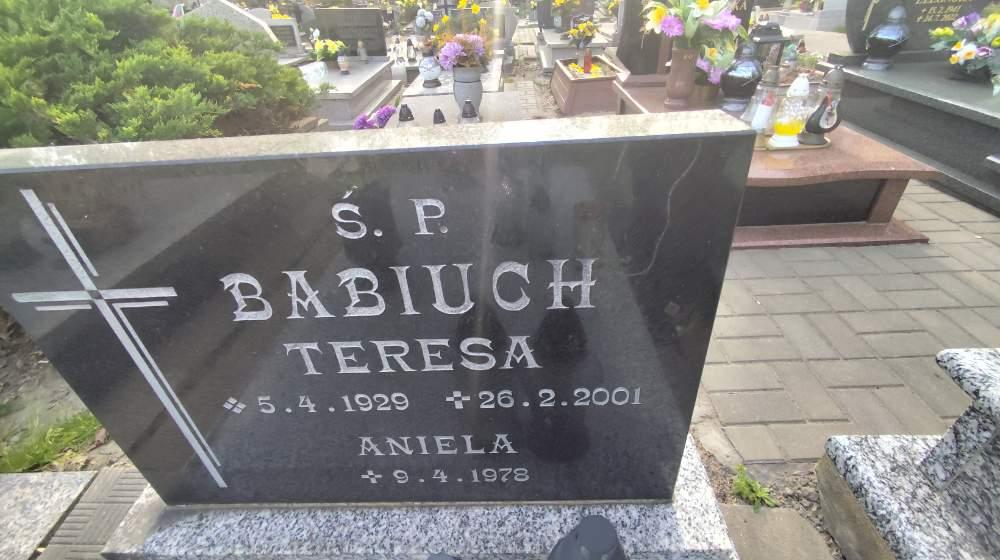 Ś. P.
BABIUCH
TERESA
5.4.1929 26.2.2001
ANIELA
9.4.1978